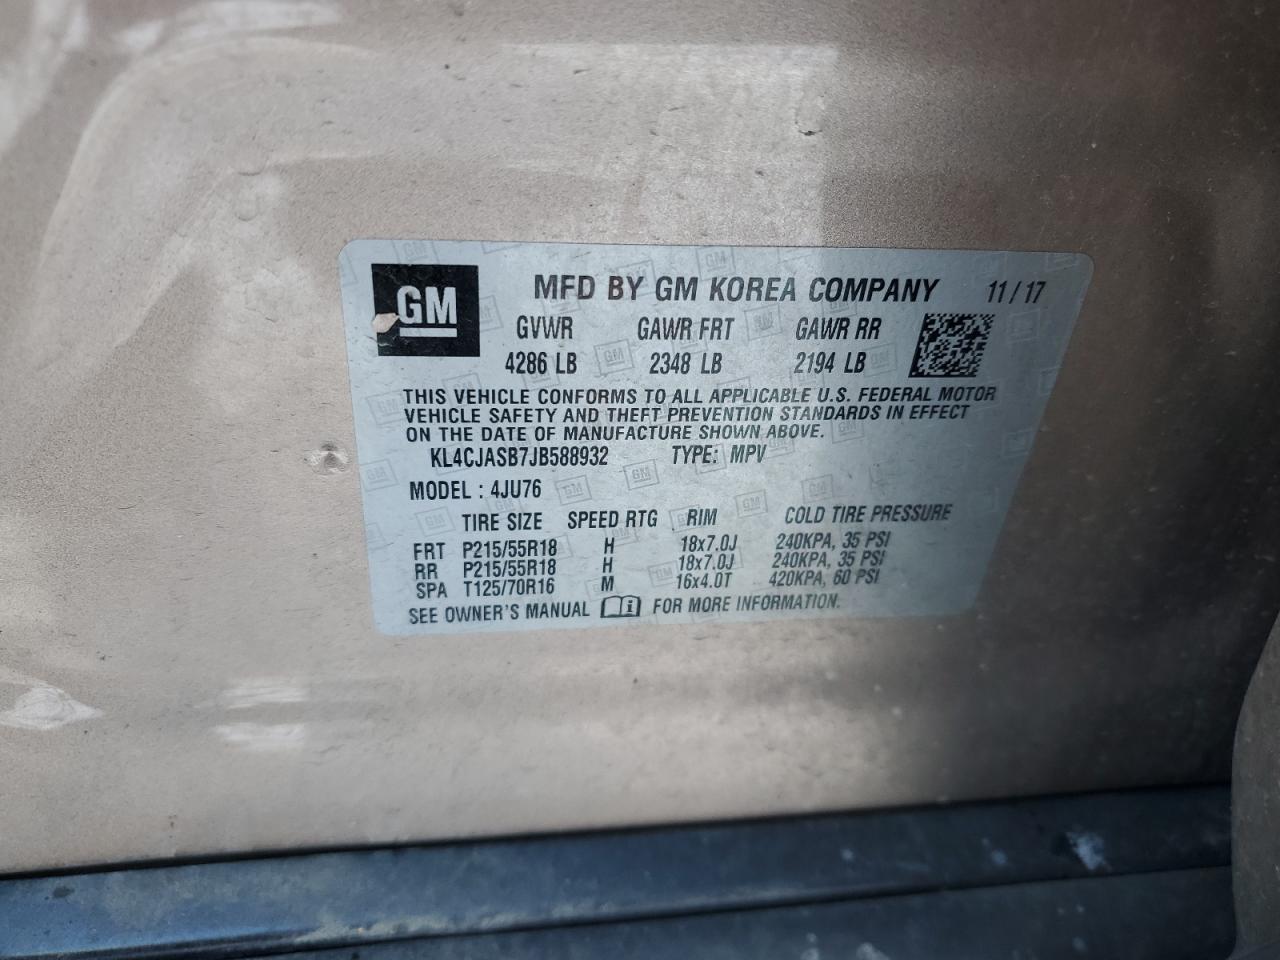 GM
MFD BY GM KOREA COMPANY 11/17
GVWR GAWR FRT GAWR RR
4286 LB 2348 LB 2194 LB
THIS VEHICLE CONFORMS TO ALL APPLICABLE U.S. FEDERAL MOTOR
VEHICLE SAFETY AND THEFT PREVENTION STANDARDS IN EFFECT
ON THE DATE OF MANUFACTURE SHOWN ABOVE.
KL4CJASB7JB588932 TYPE: MPV
MODEL : 4JU76
TIRE SIZE SPEED RTG RIM COLD TIRE PRESSURE
FRT P215/55R18 H 18x7.0J 240KPA, 35 PSI
RR P215/55R18 H 18x7.0J 240KPA, 35 PSI
SPA T125/70R16 M 16x4.0T 420KPA, 60 PSI
SEE OWNER'S MANUAL FOR MORE INFORMATION.